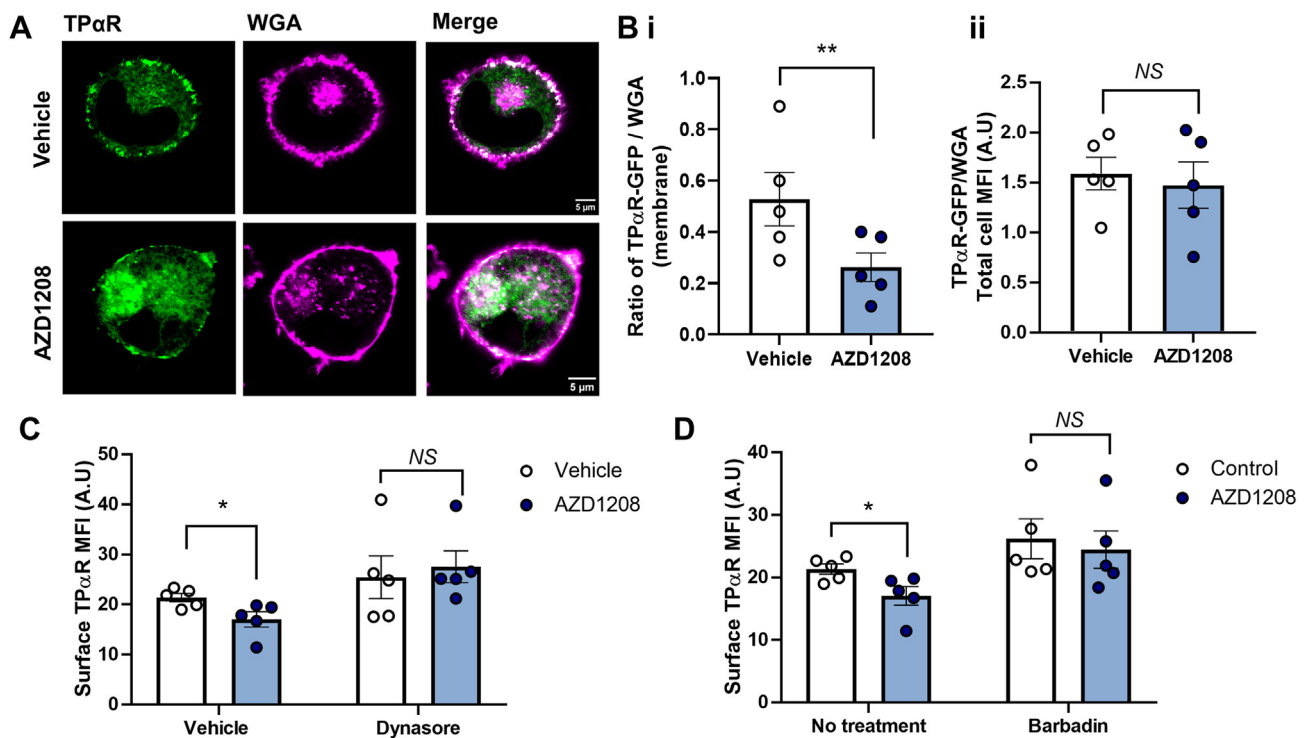 A
TPαR
WGA
Merge
Vehicle
5 μm
AZD1208
5 μm
B i
**
Ratio of TPαR-GFP / WGA
(membrane)
1.0
0.8
0.6
0.4
0.2
0.0
Vehicle
AZD1208
ii
NS
TPαR-GFP/WGA
Total cell MFI (A.U)
2.5
2.0
1.5
1.0
0.5
0.0
Vehicle
AZD1208
C
Surface TPαR MFI (A.U)
50
40
30
20
10
0
*
NS
Vehicle
AZD1208
Vehicle
Dynasore
D
Surface TPαR MFI (A.U)
40
30
20
10
0
*
NS
Control
AZD1208
No treatment
Barbadin